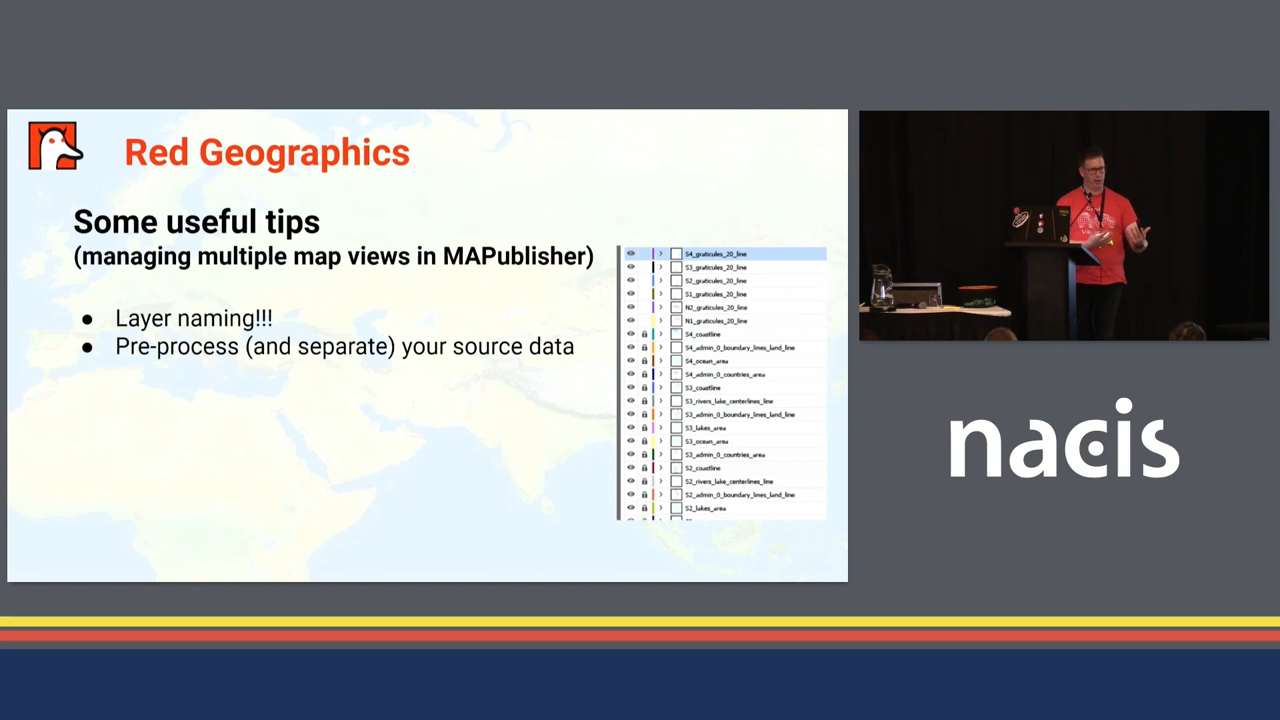 Red Geographics
Some useful tips
(managing multiple map views in MAPublisher)
● Layer naming!!!
● Pre-process (and separate) your source data
S4_graticules_20_line
S3_graticules_20_line
S2_graticules_20_line
S1_graticules_20_line
N2_graticules_20_line
N1_graticules_20_line
S4_coastline
S4_admin_0_boundary_lines_land_line
S4_ocean_area
S4_admin_0_countries_area
S3_coastline
S3_rivers_lake_centerlines_line
S3_admin_0_boundary_lines_land_line
S3_lakes_area
S3_ocean_area
S3_admin_0_countries_area
S2_coastline
S2_rivers_lake_centerlines_line
S2_admin_0_boundary_lines_land_line
S2_lakes_area
nacis